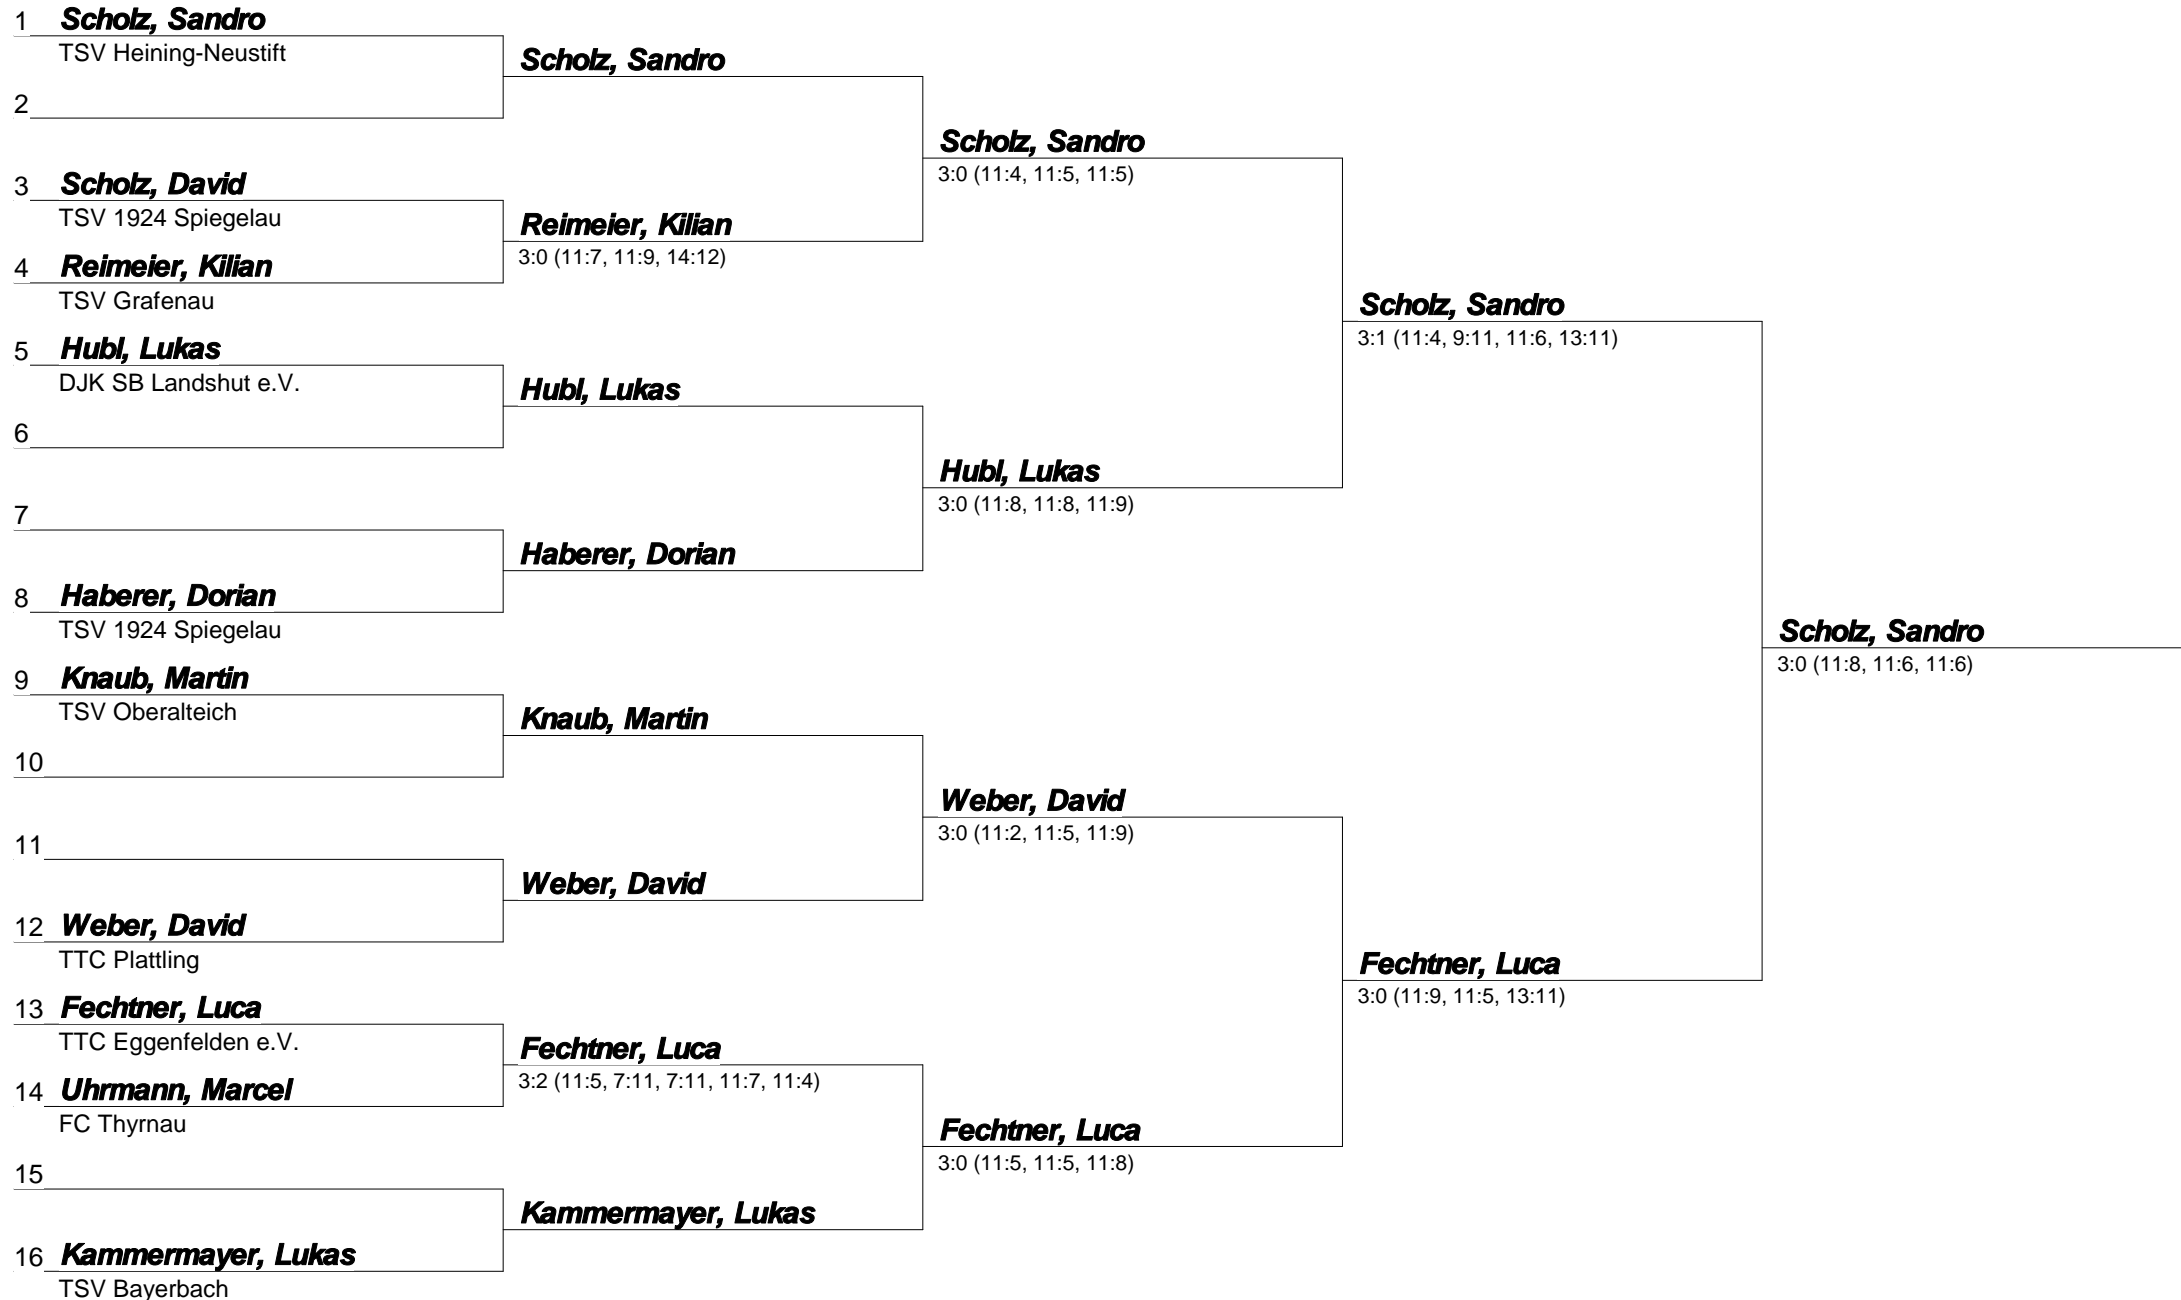 1 Scholz, Sandro
TSV Heining-Neustift
Scholz, Sandro
2
Scholz, Sandro
3:0 (11:4, 11:5, 11:5)
3 Scholz, David
TSV 1924 Spiegelau
Reimeier, Kilian
3:0 (11:7, 11:9, 14:12)
4 Reimeier, Kilian
TSV Grafenau
Scholz, Sandro
3:1 (11:4, 9:11, 11:6, 13:11)
5 Hubl, Lukas
DJK SB Landshut e.V.
Hubl, Lukas
6
Hubl, Lukas
3:0 (11:8, 11:8, 11:9)
7
Haberer, Dorian
8 Haberer, Dorian
TSV 1924 Spiegelau
Scholz, Sandro
3:0 (11:8, 11:6, 11:6)
9 Knaub, Martin
TSV Oberalteich
Knaub, Martin
10
Weber, David
3:0 (11:2, 11:5, 11:9)
11
Weber, David
12 Weber, David
TTC Plattling
Fechtner, Luca
3:0 (11:9, 11:5, 13:11)
13 Fechtner, Luca
TTC Eggenfelden e.V.
Fechtner, Luca
3:2 (11:5, 7:11, 7:11, 11:7, 11:4)
14 Uhrmann, Marcel
FC Thyrnau
Fechtner, Luca
3:0 (11:5, 11:5, 11:8)
15
Kammermayer, Lukas
16 Kammermayer, Lukas
TSV Bayerbach